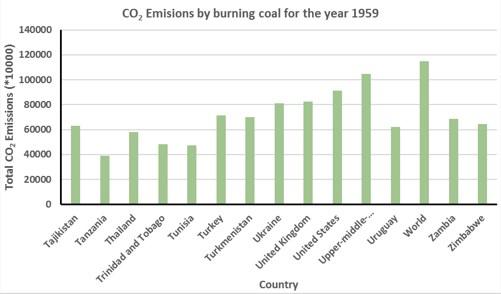 CO2 Emisions by burning coal for the year 1959
Total CO2 Emissions (*10000)
140000
120000
100000
80000
60000
40000
20000
0
Tajikistan
Tanzania
Thailand
Trinidad and Tobago
Tunisia
Turkey
Turkmenistan
Ukraine
United Kingdom
United States
Upper-middle-...
Uruguay
World
Zambia
Zimbabwe
Country